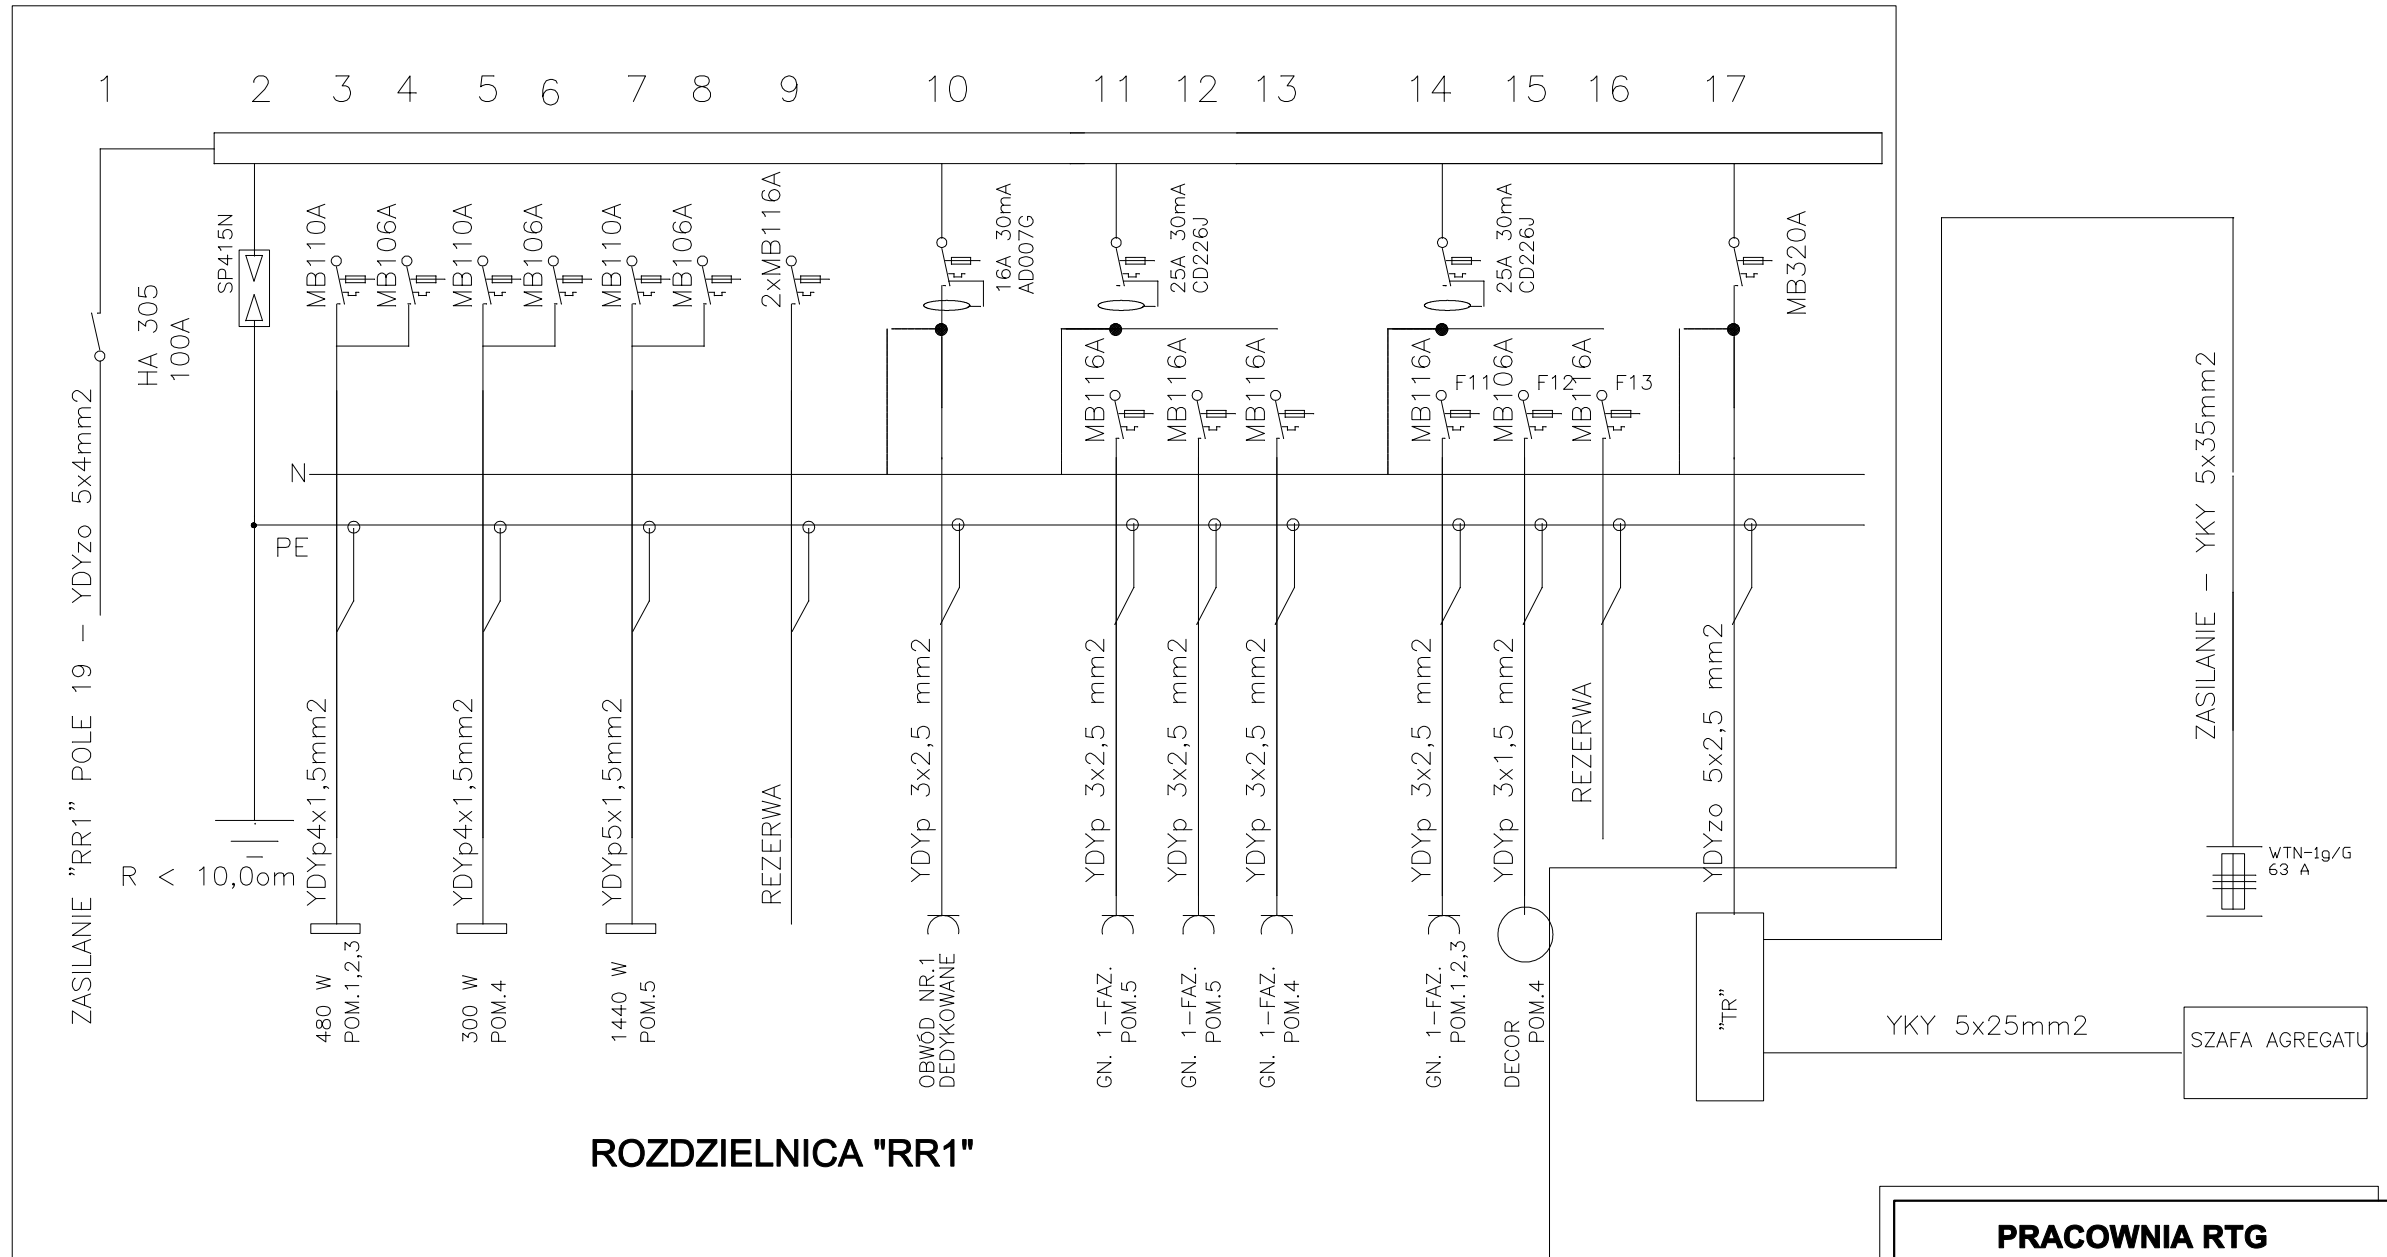 1 2 3 4 5 6 7 8 9 10 11 12 13 14 15 16 17
ZASILANIE "RR1" POLE 19 - YDYzo 5x4mm2
HA 305
100A
SP415N
MB110A
MB106A
MB110A
MB106A
MB110A
MB106A
2xMB116A
16A 30mA
AD007G
25A 30mA
CD226J
25A 30mA
CD226J
MB320A
MB116A
MB116A
MB116A
MB116A
F11
MB106A
F12
MB116A
F13
N
PE
R < 10,0om
YDYp4x1,5mm2
YDYp4x1,5mm2
YDYp5x1,5mm2
REZERWA
YDYp 3x2,5 mm2
YDYp 3x2,5 mm2
YDYp 3x2,5 mm2
YDYp 3x2,5 mm2
YDYp 3x2,5 mm2
YDYp 3x1,5 mm2
REZERWA
YDYzo 5x2,5 mm2
ZASILANIE - YKY 5x35mm2
WTN-1g/G
63 A
480 W
POM.1,2,3
300 W
POM.4
1440 W
POM.5
OBWÓD NR.1
DEDYKOWANE
GN. 1-FAZ.
POM.5
GN. 1-FAZ.
POM.5
GN. 1-FAZ.
POM.4
GN. 1-FAZ.
POM.1,2,3
DECOR
POM.4
"TR"
YKY 5x25mm2
SZAFA AGREGATU
ROZDZIELNICA "RR1"
PRACOWNIA RTG